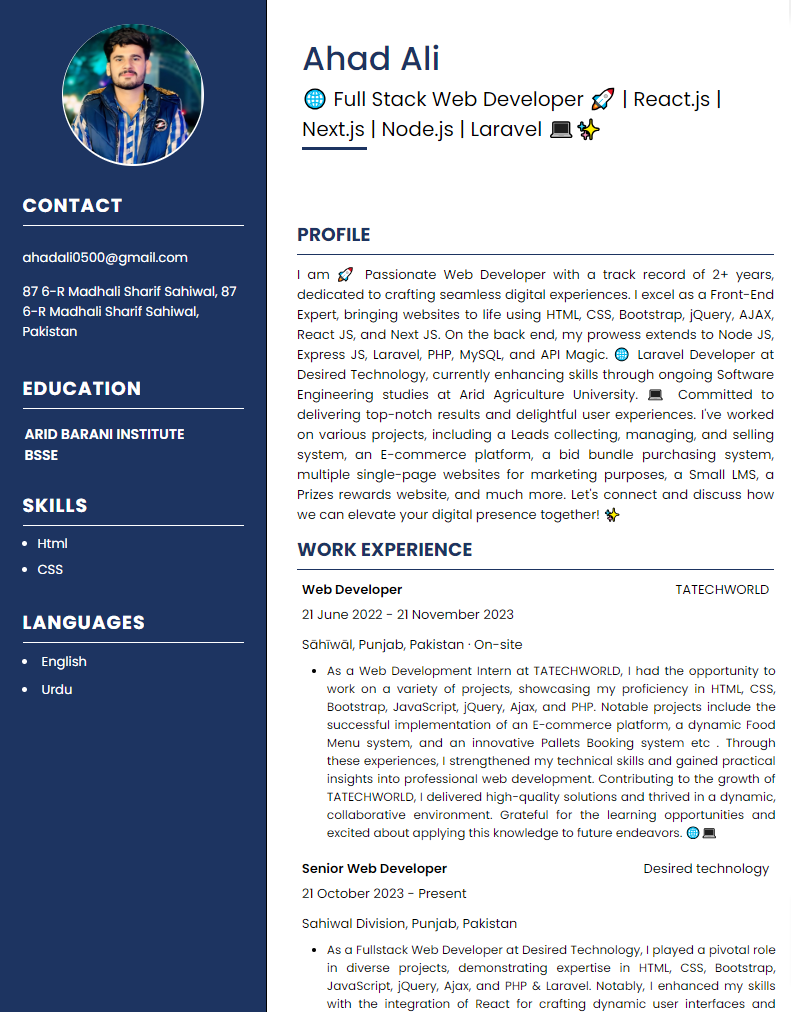 CONTACT
ahadali0500@gmail.com
87 6-R Madhali Sharif Sahiwal, 87
6-R Madhali Sharif Sahiwal,
Pakistan
EDUCATION
ARID BARANI INSTITUTE
BSSE
SKILLS
• Html
• CSS
LANGUAGES
• English
• Urdu
Ahad Ali
🌐 Full Stack Web Developer 🚀 | React.js |
Next.js | Node.js | Laravel 💻✨
PROFILE
I am 🚀 Passionate Web Developer with a track record of 2+ years,
dedicated to crafting seamless digital experiences. I excel as a Front-End
Expert, bringing websites to life using HTML, CSS, Bootstrap, jQuery, AJAX,
React JS, and Next JS. On the back end, my prowess extends to Node JS,
Express JS, Laravel, PHP, MySQL, and API Magic. 🌐 Laravel Developer at
Desired Technology, currently enhancing skills through ongoing Software
Engineering studies at Arid Agriculture University. 💻 Committed to
delivering top-notch results and delightful user experiences. I've worked
on various projects, including a Leads collecting, managing, and selling
system, an E-commerce platform, a bid bundle purchasing system,
multiple single-page websites for marketing purposes, a Small LMS, a
Prizes rewards website, and much more. Let's connect and discuss how
we can elevate your digital presence together! ✨
WORK EXPERIENCE
Web Developer TATECHWORLD
21 June 2022 - 21 November 2023
Sāhīwāl, Punjab, Pakistan · On-site
• As a Web Development Intern at TATECHWORLD, I had the opportunity to
work on a variety of projects, showcasing my proficiency in HTML, CSS,
Bootstrap, JavaScript, jQuery, Ajax, and PHP. Notable projects include the
successful implementation of an E-commerce platform, a dynamic Food
Menu system, and an innovative Pallets Booking system etc . Through
these experiences, I strengthened my technical skills and gained practical
insights into professional web development. Contributing to the growth of
TATECHWORLD, I delivered high-quality solutions and thrived in a dynamic,
collaborative environment. Grateful for the learning opportunities and
excited about applying this knowledge to future endeavors. 🌐💻
Senior Web Developer Desired technology
21 October 2023 - Present
Sahiwal Division, Punjab, Pakistan
• As a Fullstack Web Developer at Desired Technology, I played a pivotal role
in diverse projects, demonstrating expertise in HTML, CSS, Bootstrap,
JavaScript, jQuery, Ajax, and PHP & Laravel. Notably, I enhanced my skills
with the integration of React for crafting dynamic user interfaces and